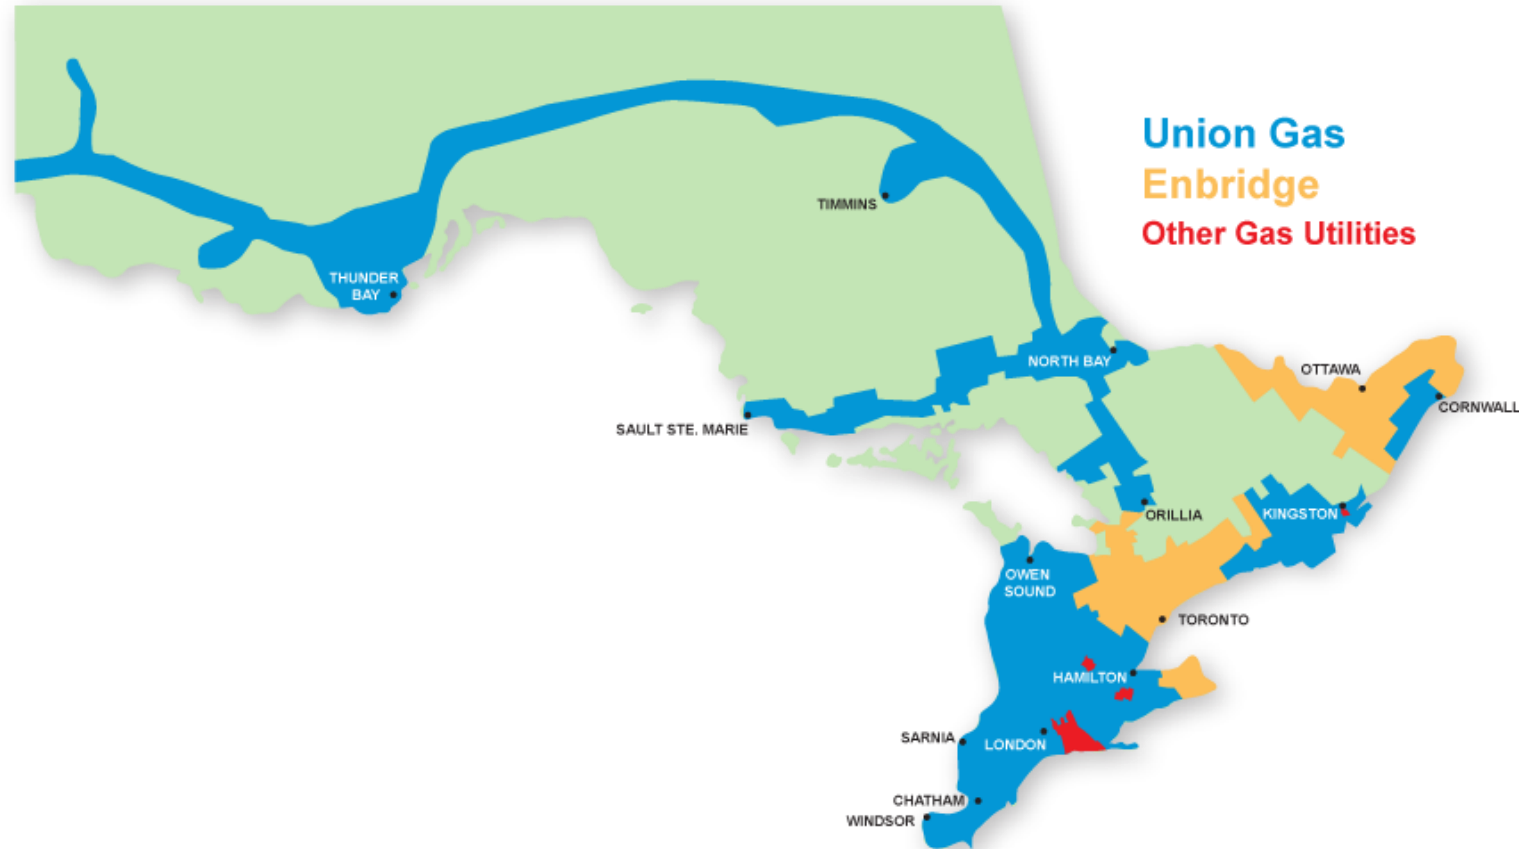 Union Gas
Enbridge
Other Gas Utilities
TIMMINS
THUNDER
BAY
NORTH BAY
OTTAWA
CORNWALL
SAULT STE. MARIE
ORILLIA
KINGSTON
OWEN
SOUND
TORONTO
HAMILTON
SARNIA
LONDON
CHATHAM
WINDSOR